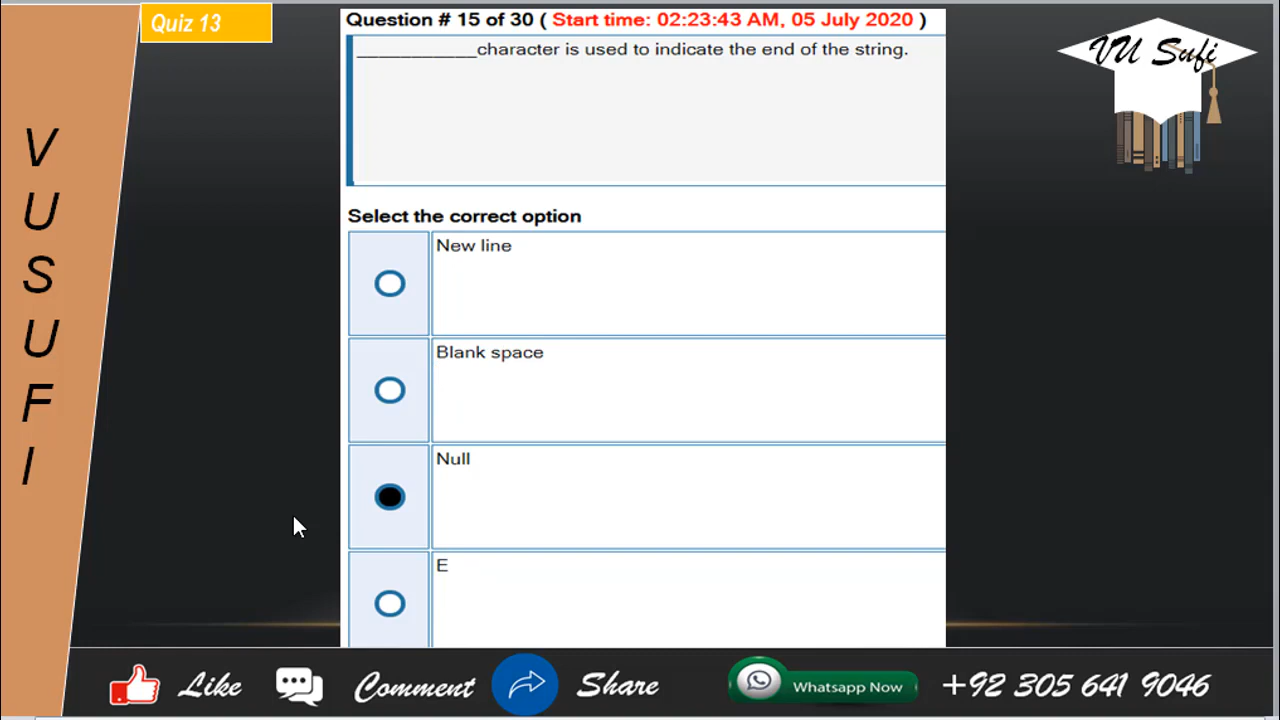 Quiz 13
Question # 15 of 30 ( Start time: 02:23:43 AM, 05 July 2020 )
____________character is used to indicate the end of the string.
VU Sufi
V
U
S
U
F
I
Select the correct option
New line
Blank space
Null
E
Like
Comment
Share
Whatsapp Now
+92 305 641 9046